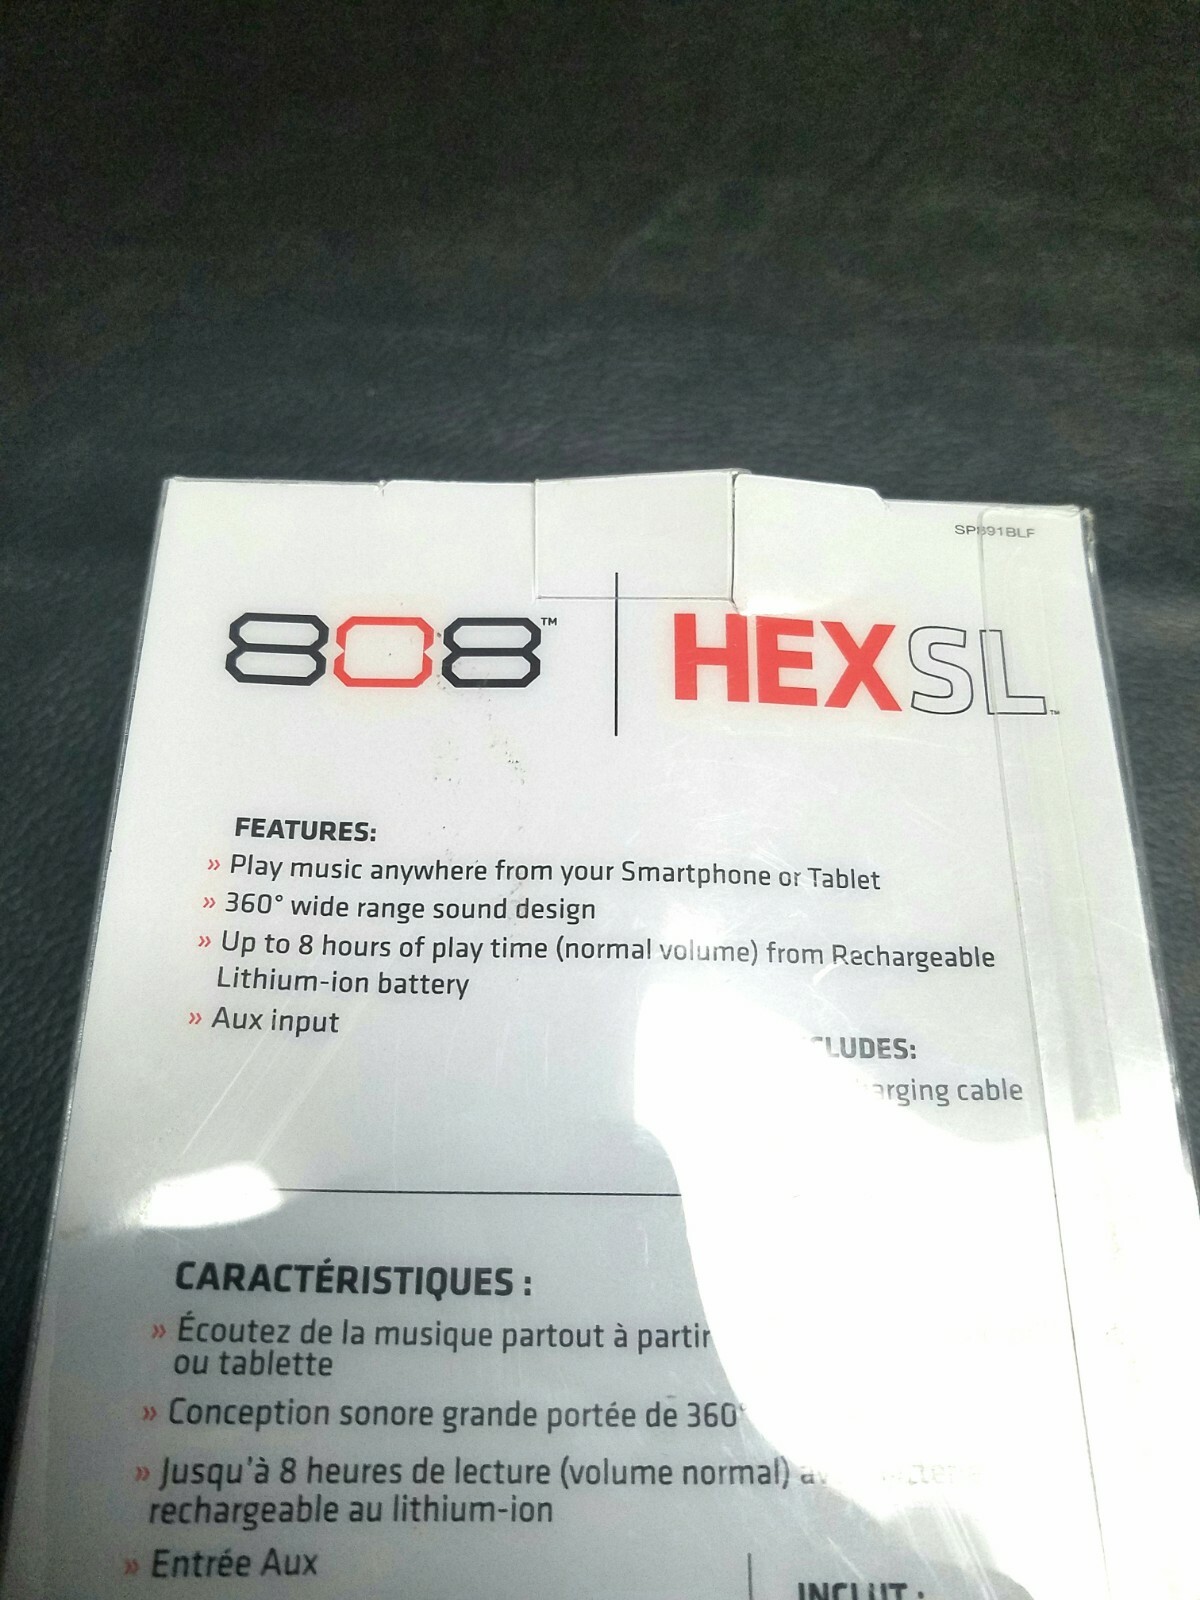 808™ HEXSL™
FEATURES:
» Play music anywhere from your Smartphone or Tablet
» 360° wide range sound design
» Up to 8 hours of play time (normal volume) from Rechargeable
Lithium-ion battery
» Aux input
cable
CARACTÉRISTIQUES :
» Écoutez de la musique partout à partir
ou tablette
» Conception sonore grande portée de 360°
» Jusqu'à 8 heures de lecture (volume normal)
rechargeable au lithium-ion
» Entrée Aux
INCLUT :